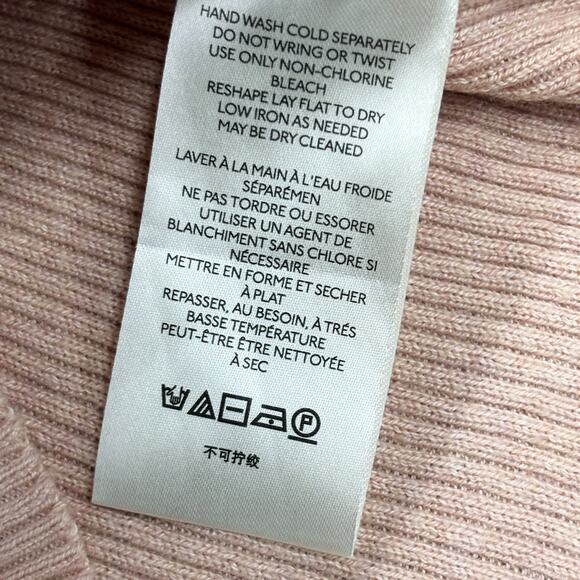 HAND WASH COLD SEPARATELY
DO NOT WRING OR TWIST
USE ONLY NON-CHLORINE
BLEACH
RESHAPE LAY FLAT TO DRY
LOW IRON AS NEEDED
MAY BE DRY CLEANED
LAVER À LA MAIN À L'EAU FROIDE
SÉPARÉMEN
NE PAS TORDRE OU ESSORER
UTILISER UN AGENT DE
BLANCHIMENT SANS CHLORE SI
NÉCESSAIRE
METTRE EN FORME ET SECHER
À PLAT
REPASSER, AU BESOIN, À TRÉS
BASSE TEMPÉRATURE
PEUT-ÊTRE ÊTRE NETTOYÉE
À SEC
P
不可拧绞